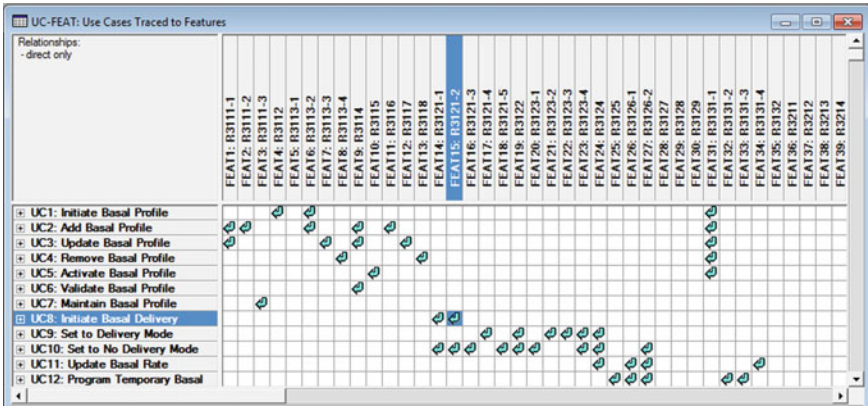 UC-FEAT: Use Cases Traced to Features
Relationships:
- direct only
FEAT1: R3111-1
FEAT2: R3111-2
FEAT3: R3111-3
FEAT4: R3112
FEAT5: R3113-1
FEAT6: R3113-2
FEAT7: R3113-3
FEAT8: R3113-4
FEAT9: R3114
FEAT10: R3115
FEAT11: R3116
FEAT12: R3117
FEAT13: R3118
FEAT14: R3121-1
FEAT15: R3121-2
FEAT16: R3121-3
FEAT17: R3121-4
FEAT18: R3121-5
FEAT19: R3122
FEAT20: R3123-1
FEAT21: R3123-2
FEAT22: R3123-3
FEAT23: R3123-4
FEAT24: R3124
FEAT25: R3125
FEAT26: R3126-1
FEAT27: R3126-2
FEAT28: R3127
FEAT29: R3128
FEAT30: R3129
FEAT31: R3131-1
FEAT32: R3131-2
FEAT33: R3131-3
FEAT34: R3131-4
FEAT35: R3132
FEAT36: R3211
FEAT37: R3212
FEAT38: R3213
FEAT39: R3214
UC1: Initiate Basal Profile
UC2: Add Basal Profile
UC3: Update Basal Profile
UC4: Remove Basal Profile
UC5: Activate Basal Profile
UC6: Validate Basal Profile
UC7: Maintain Basal Profile
UC8: Initiate Basal Delivery
UC9: Set to Delivery Mode
UC10: Set to No Delivery Mode
UC11: Update Basal Rate
UC12: Program Temporary Basal